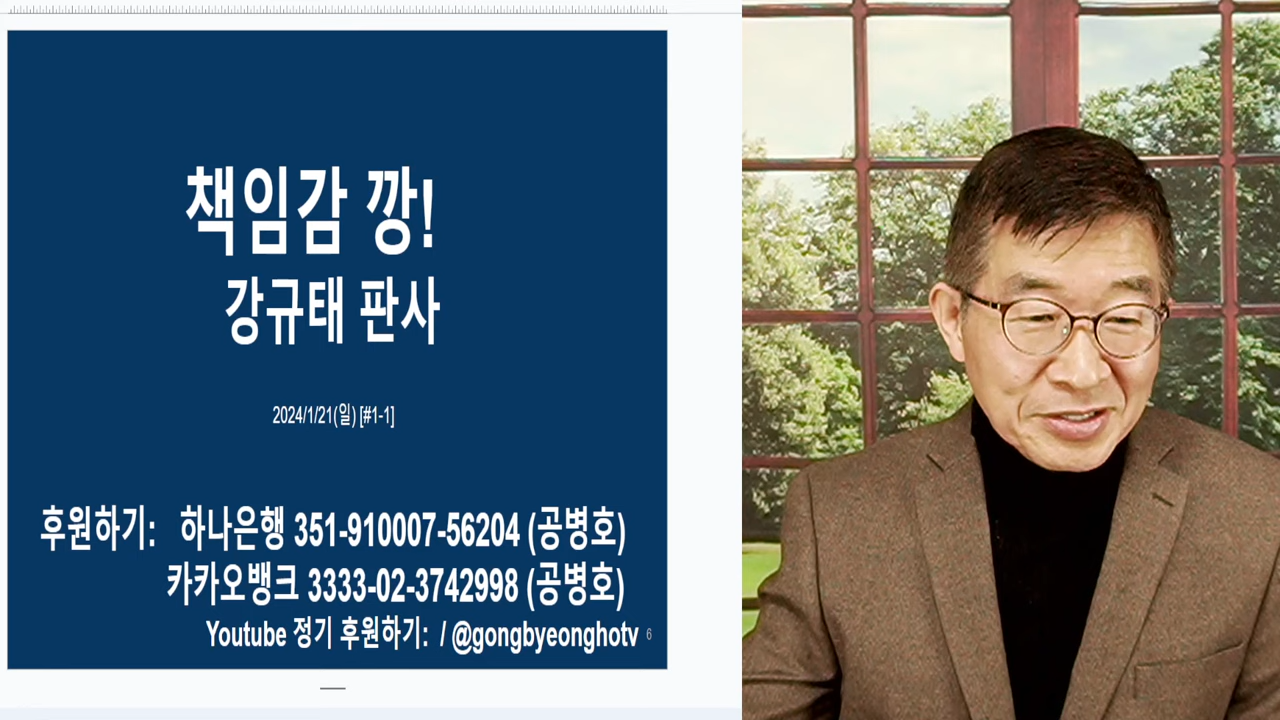 책임감 깡!
강규태 판사
2024/1/21(일) [#1-1]
후원하기: 하나은행 351-910007-56204 (공병호)
카카오뱅크 3333-02-3742998 (공병호)
Youtube 정기 후원하기: / @gongbyeonghotv 6